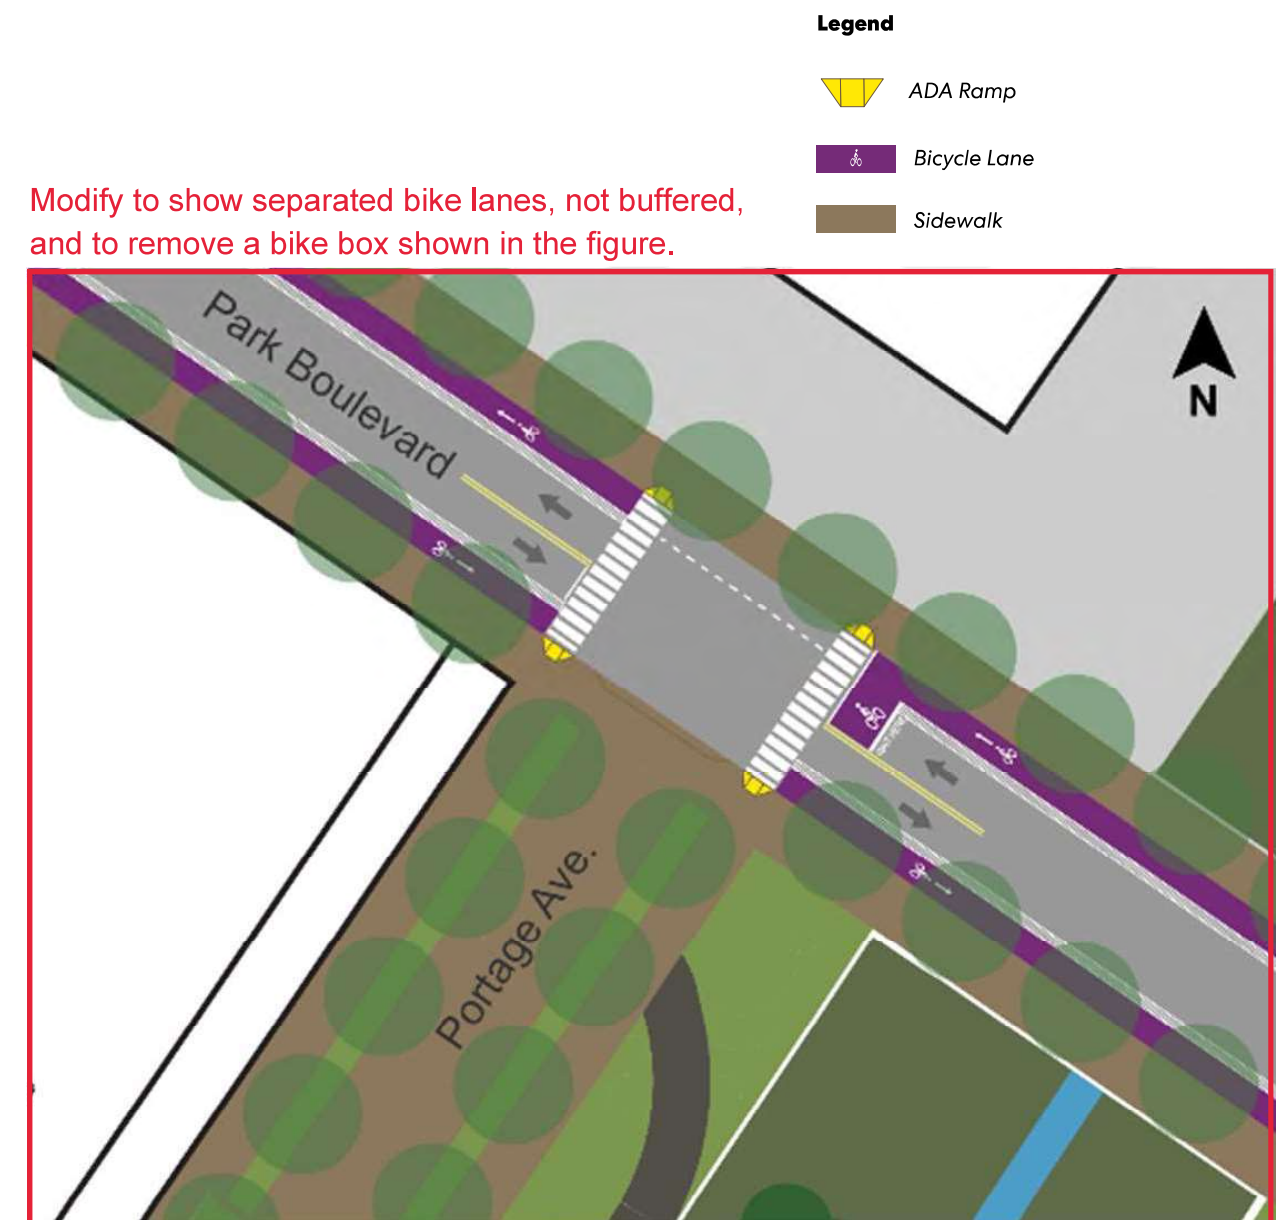 Legend
ADA Ramp
Bicycle Lane
Sidewalk
Modify to show separated bike lanes, not buffered,
and to remove a bike box shown in the figure.
Park Boulevard
N
Portage Ave.